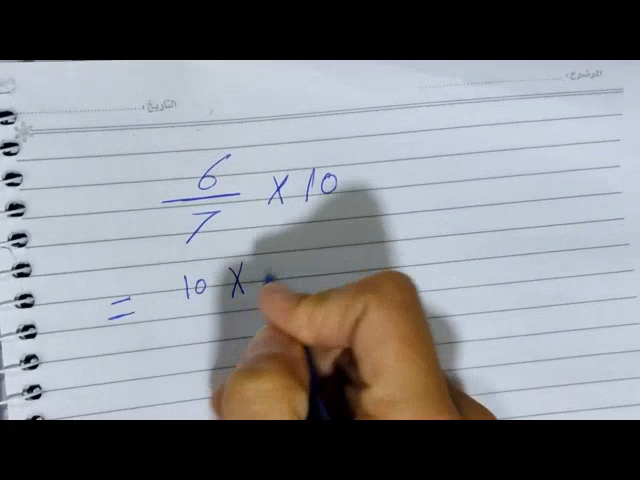 الموضوع:
التاريخ:
6
7 × 10
= 10 ×